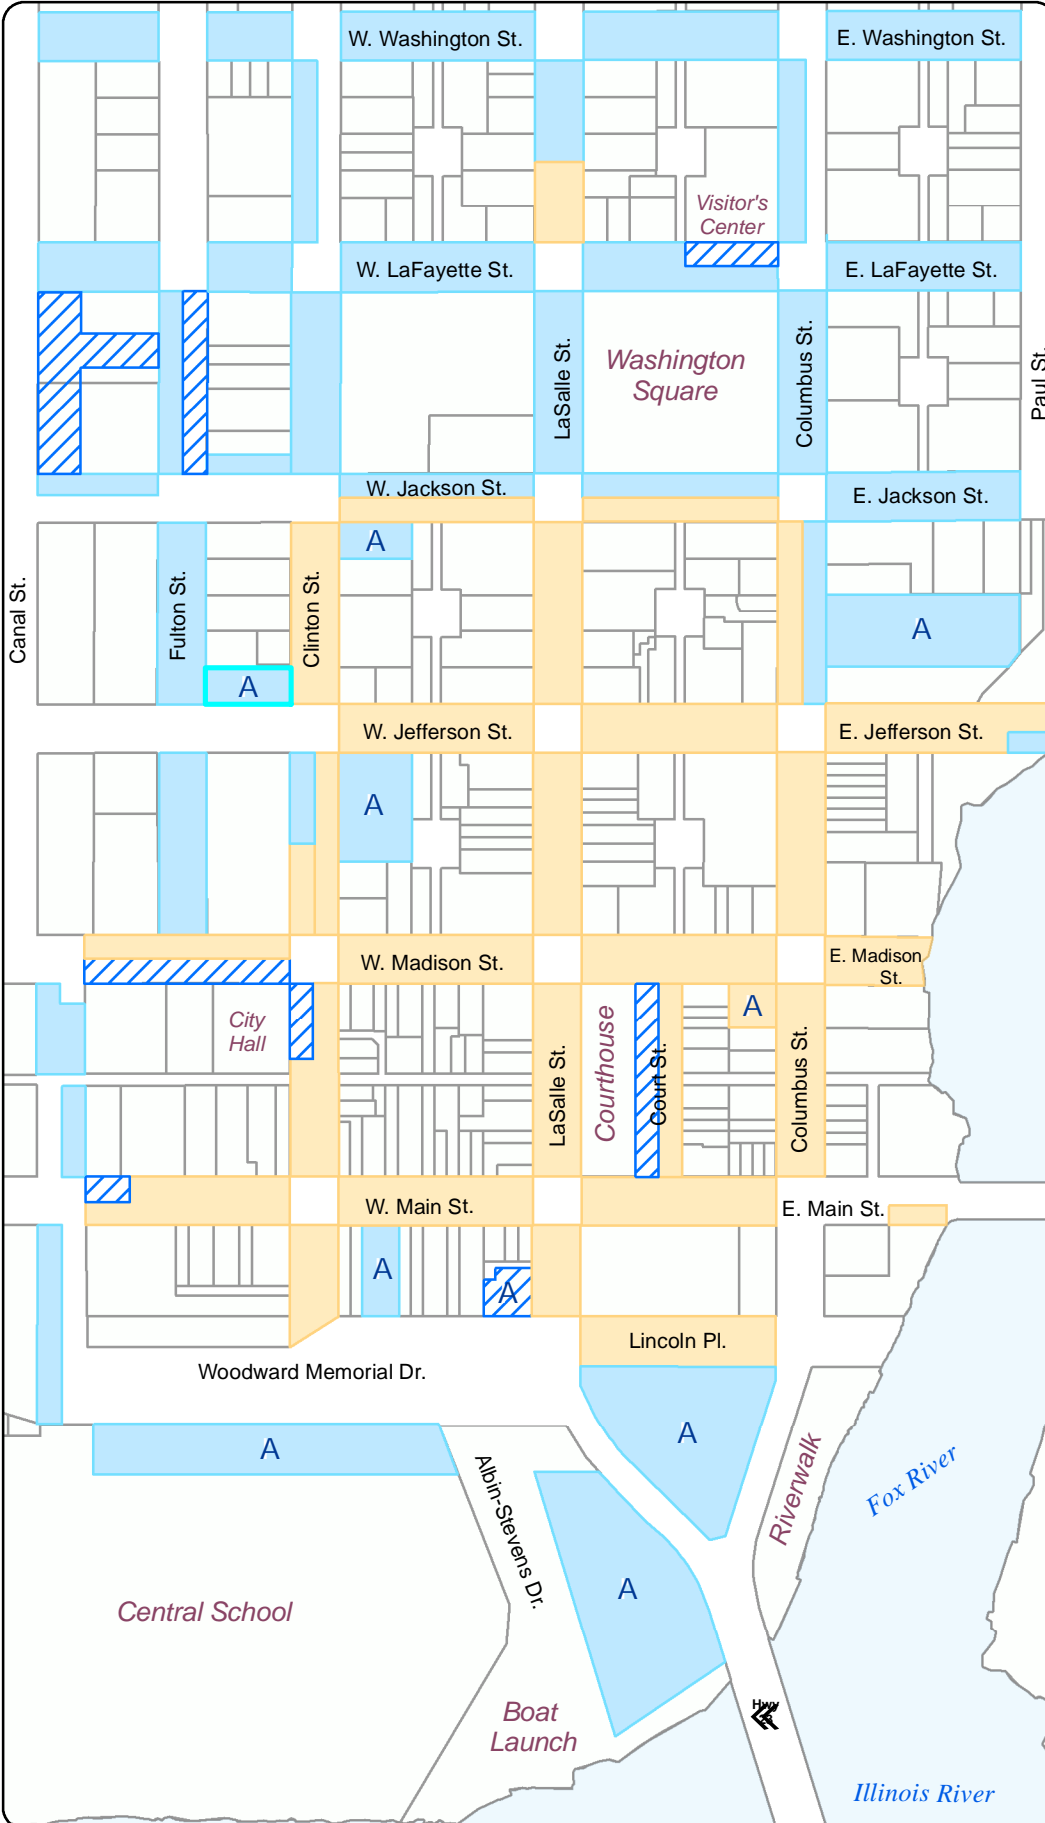 W. Washington St.
E. Washington St.
Visitor's
Center
W. LaFayette St.
E. LaFayette St.
LaSalle St.
Washington
Square
Columbus St.
Paul St.
W. Jackson St.
E. Jackson St.
A
Canal St.
Fulton St.
Clinton St.
A
A
W. Jefferson St.
E. Jefferson St.
A
W. Madison St.
E. Madison
St.
City
Hall
LaSalle St.
Courthouse
Court St.
A
Columbus St.
W. Main St.
E. Main St.
A
A
Lincoln Pl.
Woodward Memorial Dr.
A
A
Albin-Stevens Dr.
Riverwalk
Fox River
A
Central School
Boat
Launch
Hwy
Illinois River